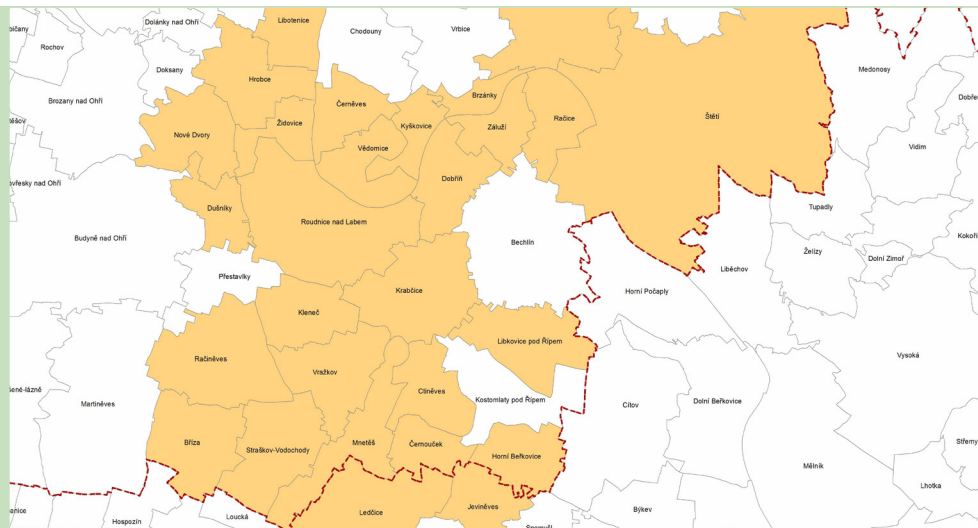 Libotenice
Dolánky nad Ohří
Chodouny
Vrbice
Rochov
Doksany
Medonosy
Hrobce
Brzánky
Brozany nad Ohří
Černěves
Štětí
Nové Dvory
Židovice
Kyškovice
Záluží
Račice
Vědomice
Vidim
Dobříň
Dušníky
Tupadly
Roudnice nad Labem
Budyně nad Ohří
Bechlín
Želízy
Dolní Zimoř
Liběchov
Přestavlky
Krabčice
Horní Počaply
Kleneč
Libkovice pod Řípem
Račiněves
Vysoká
Vražkov
Ctiněves
Kostomlaty pod Řípem
Dolní Beřkovice
Martiněves
Cítov
Bříza
Straškov-Vodochody
Mnetěš
Černouček
Horní Beřkovice
Mělník
Lhotka
Jeviněves
Býkev
Ledčice
Loucká
Hospozín